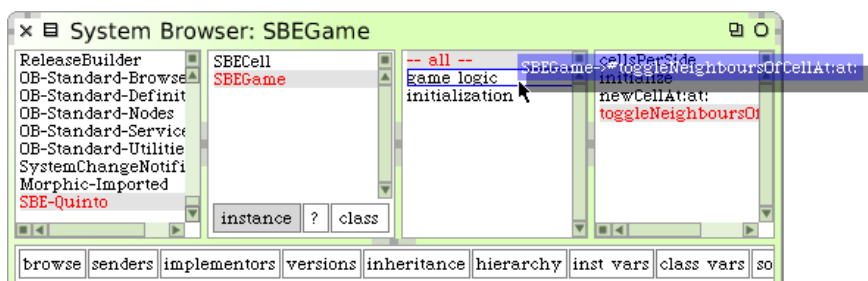 System Browser: SBEGame
ReleaseBuilder
OB-Standard-Browse
OB-Standard-Definit
OB-Standard-Nodes
OB-Standard-Service
OB-Standard-Utilitie
SystemChangeNotifi
Morphic-Imported
SBE-Quinto
SBECell
SBEGame
instance ? class
-- all --
game logic
initialization
SBEGame->#toggleNeighboursOfCellAt:at:
cellsPerSide
initialize
newCellAt:at:
toggleNeighboursOf
browse senders implementors versions inheritance hierarchy inst vars class vars so